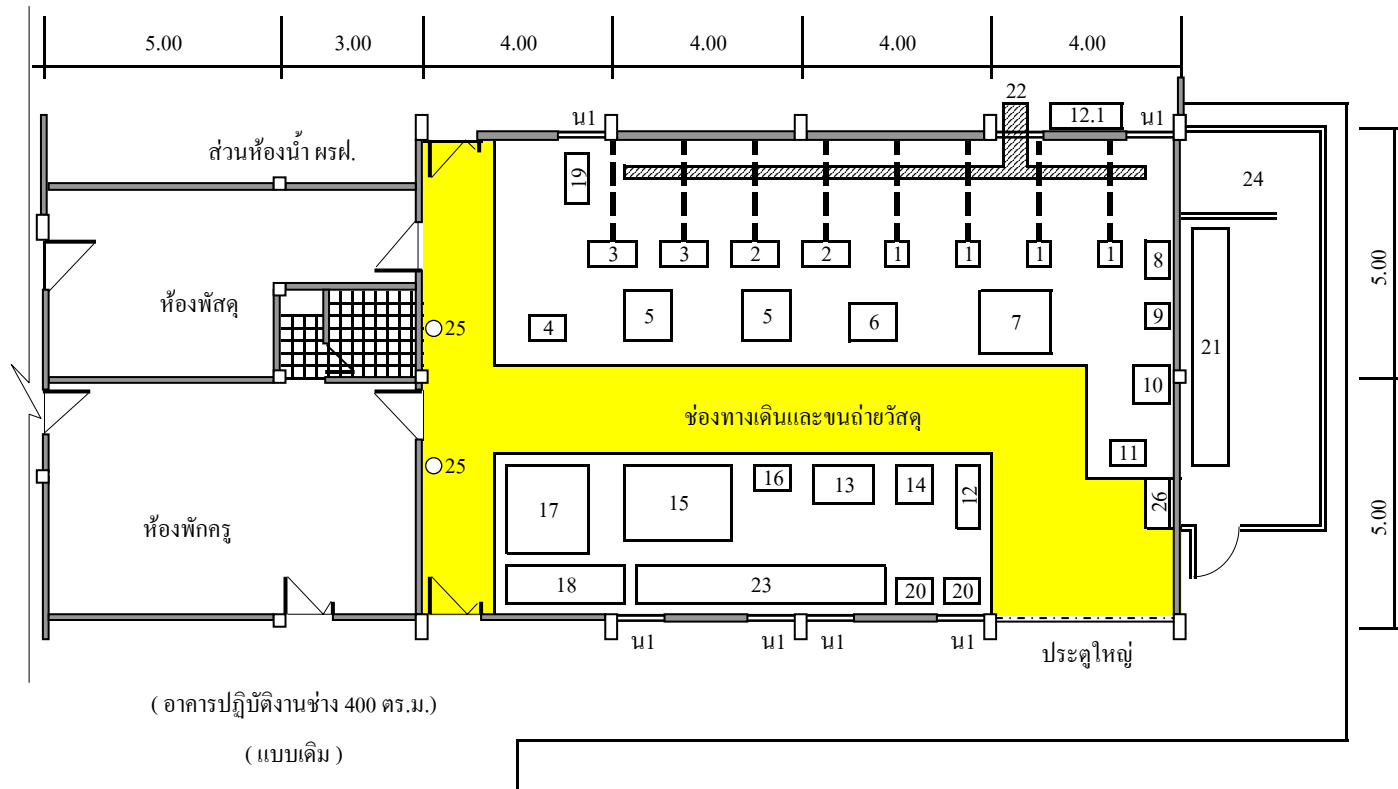 5.00 3.00 4.00 4.00 4.00 4.00
22
น1 12.1 น1
ส่วนห้องน้ำ ผรฝ.
19
24
3 3 2 2 1 1 1 1 8
5.00
ห้องพัสดุ
25 4 5 5 6 7 9
21
10
ช่องทางเดินและขนถ่ายวัสดุ
11
25
16 13 14 12 26
17 15
5.00
ห้องพักครู
18 23 20 20
น1 น1 น1 น1
ประตูใหญ่
( อาคารปฏิบัติงานช่าง 400 ตร.ม.)
( แบบเดิม )